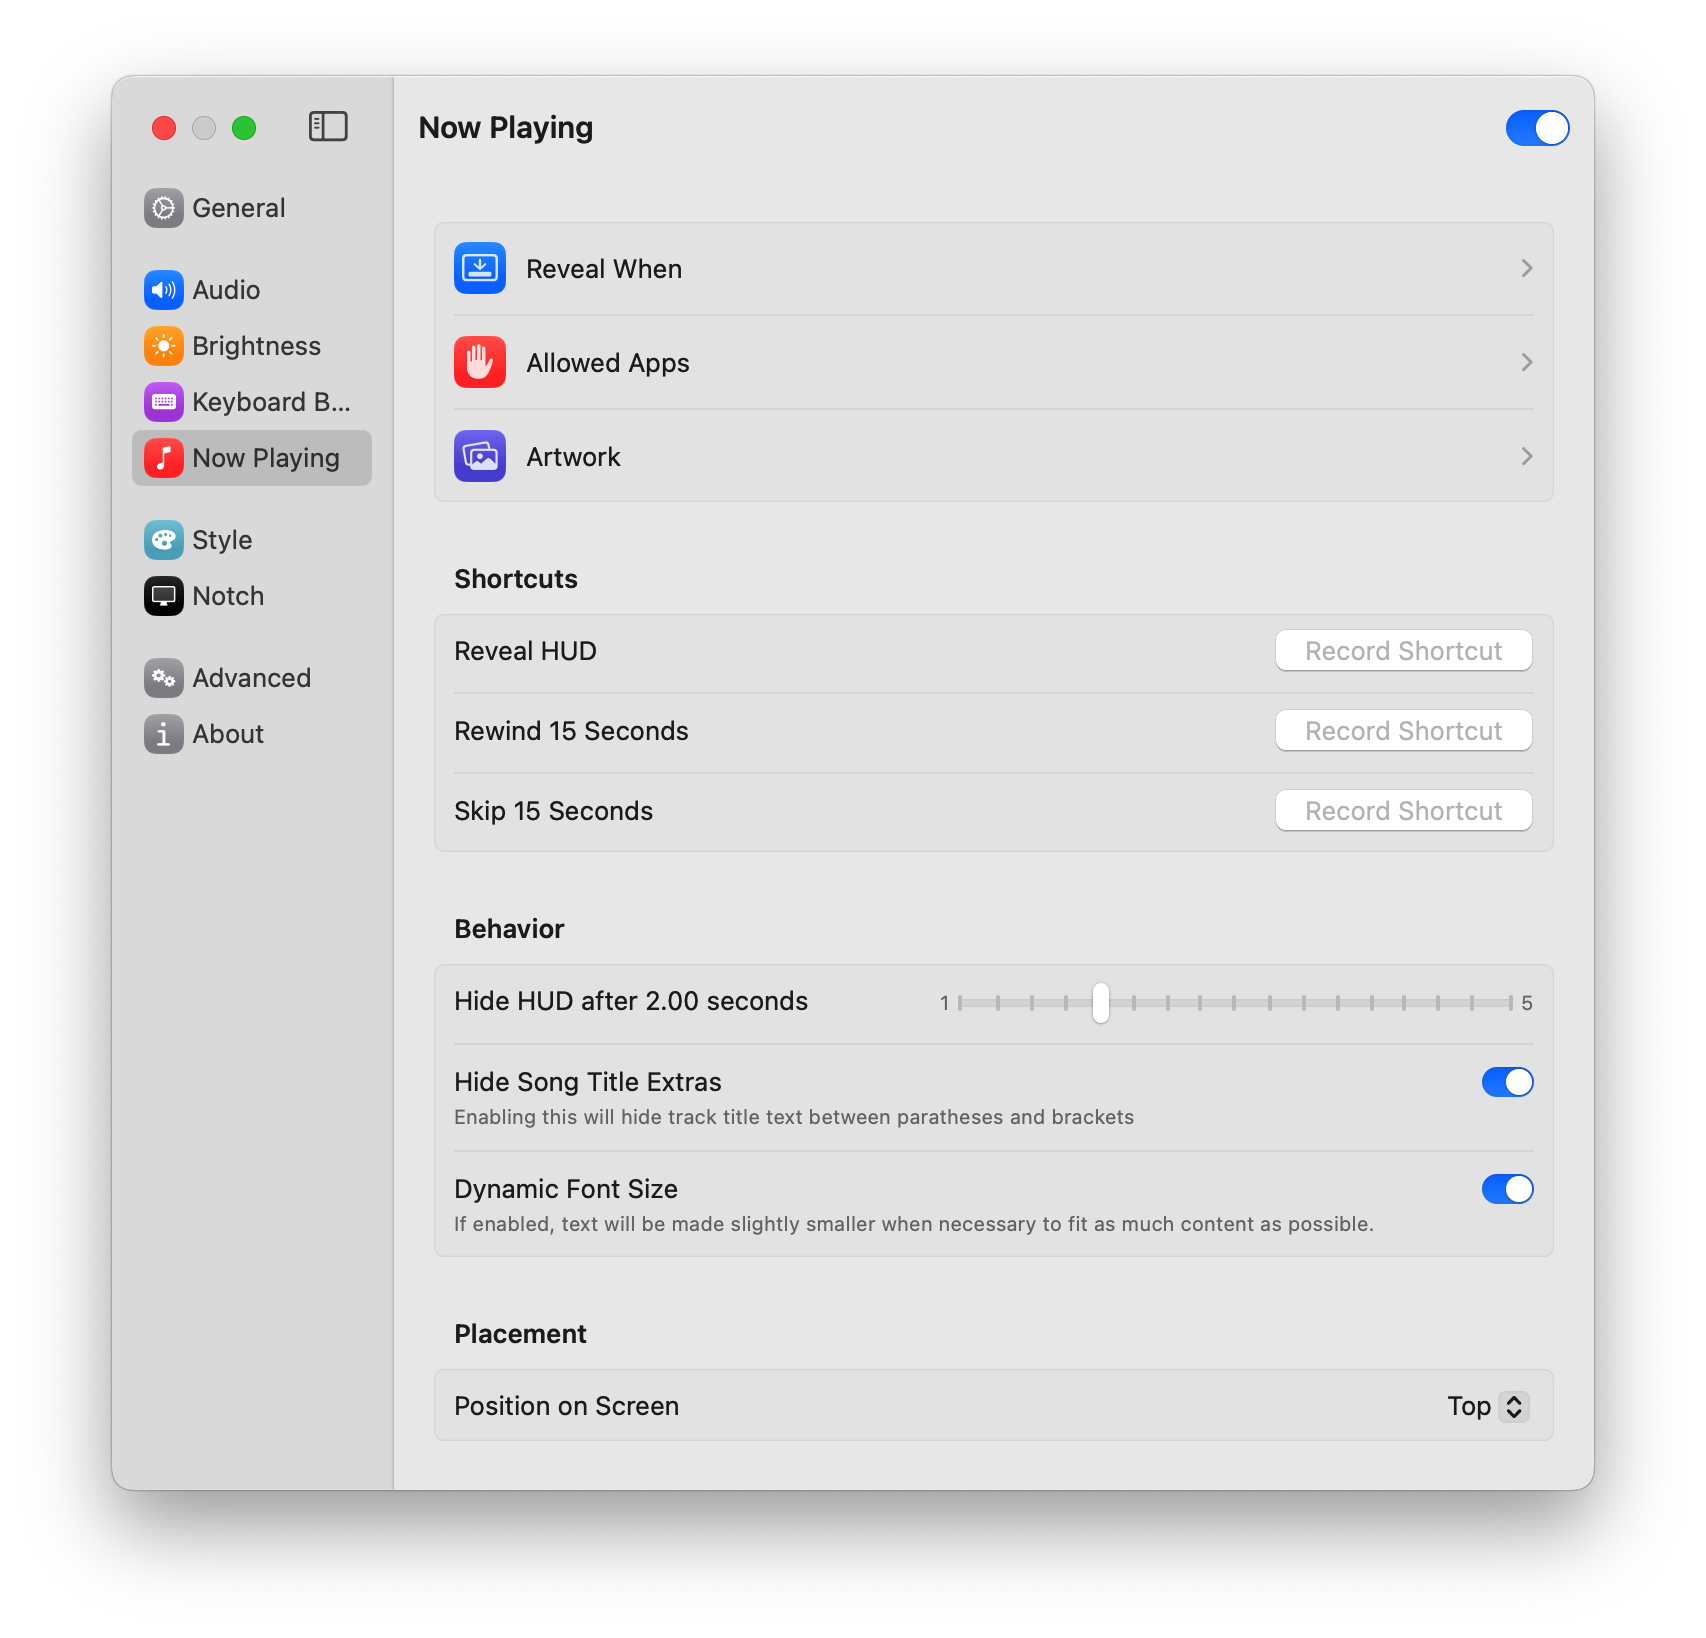 Now Playing
General
Audio
Brightness
Keyboard B...
Now Playing
Style
Notch
Advanced
About
Reveal When
Allowed Apps
Artwork
Shortcuts
Reveal HUD
Record Shortcut
Rewind 15 Seconds
Record Shortcut
Skip 15 Seconds
Record Shortcut
Behavior
Hide HUD after 2.00 seconds
1 5
Hide Song Title Extras
Enabling this will hide track title text between paratheses and brackets
Dynamic Font Size
If enabled, text will be made slightly smaller when necessary to fit as much content as possible.
Placement
Position on Screen
Top